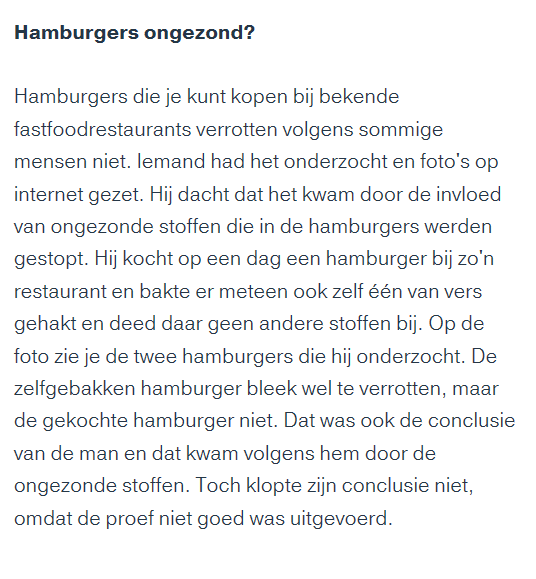 Hamburgers ongezond?
Hamburgers die je kunt kopen bij bekende
fastfoodrestaurants verrotten volgens sommige
mensen niet. Iemand had het onderzocht en foto's op
internet gezet. Hij dacht dat het kwam door de invloed
van ongezonde stoffen die in de hamburgers werden
gestopt. Hij kocht op een dag een hamburger bij zo'n
restaurant en bakte er meteen ook zelf één van vers
gehakt en deed daar geen andere stoffen bij. Op de
foto zie je de twee hamburgers die hij onderzocht. De
zelfgebakken hamburger bleek wel te verrotten, maar
de gekochte hamburger niet. Dat was ook de conclusie
van de man en dat kwam volgens hem door de
ongezonde stoffen. Toch klopte zijn conclusie niet,
omdat de proef niet goed was uitgevoerd.